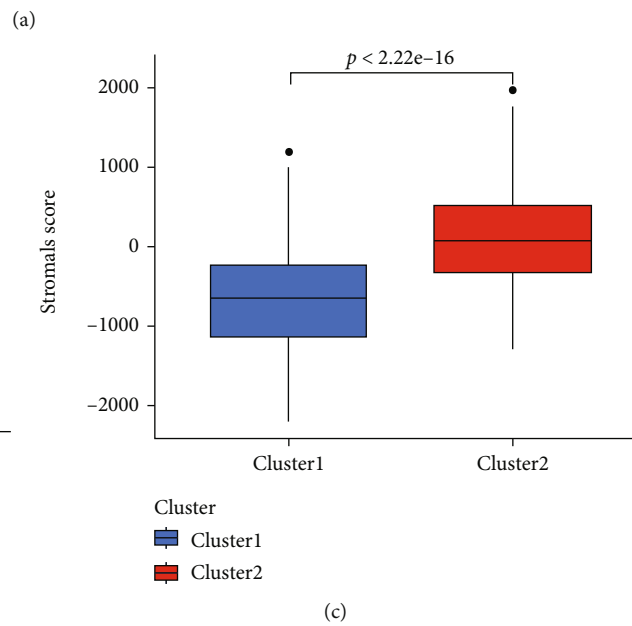 (a)
p < 2.22e–16
2000
1000
0
–1000
–2000
Stromals score
Cluster1
Cluster2
Cluster
Cluster1
Cluster2
(c)